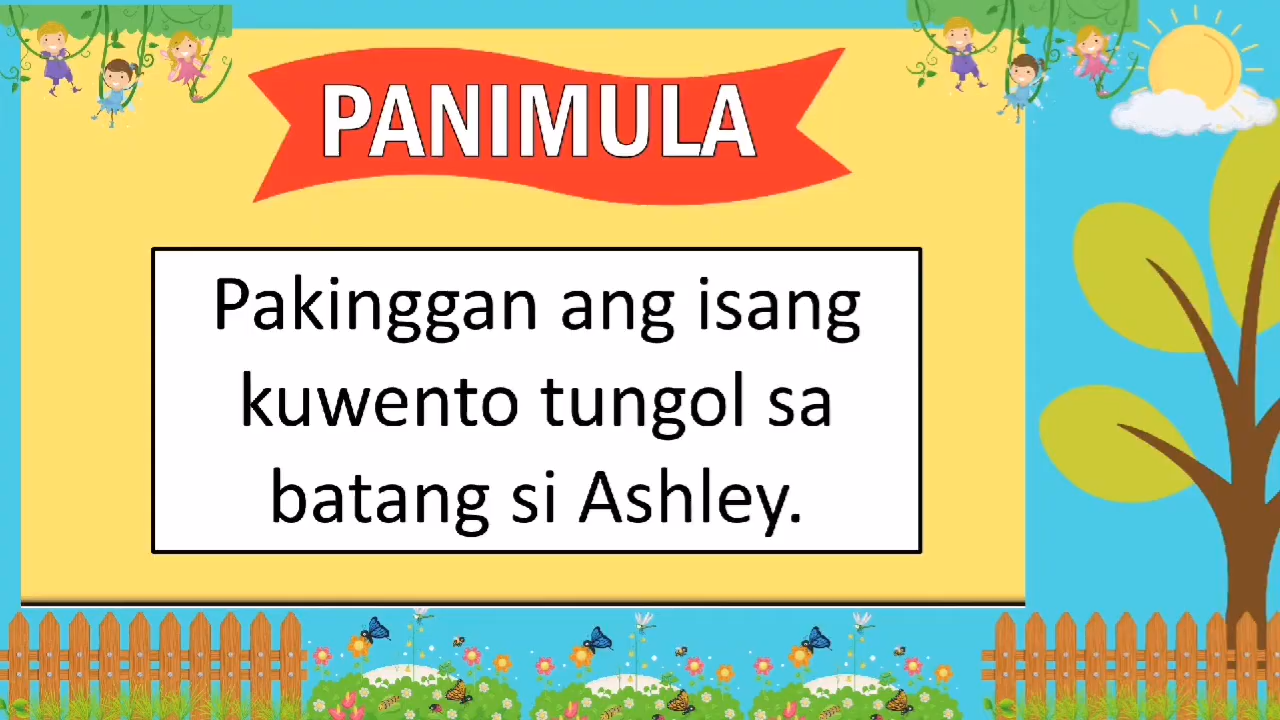 PANIMULA
Pakinggan ang isang
kuwento tungol sa
batang si Ashley.